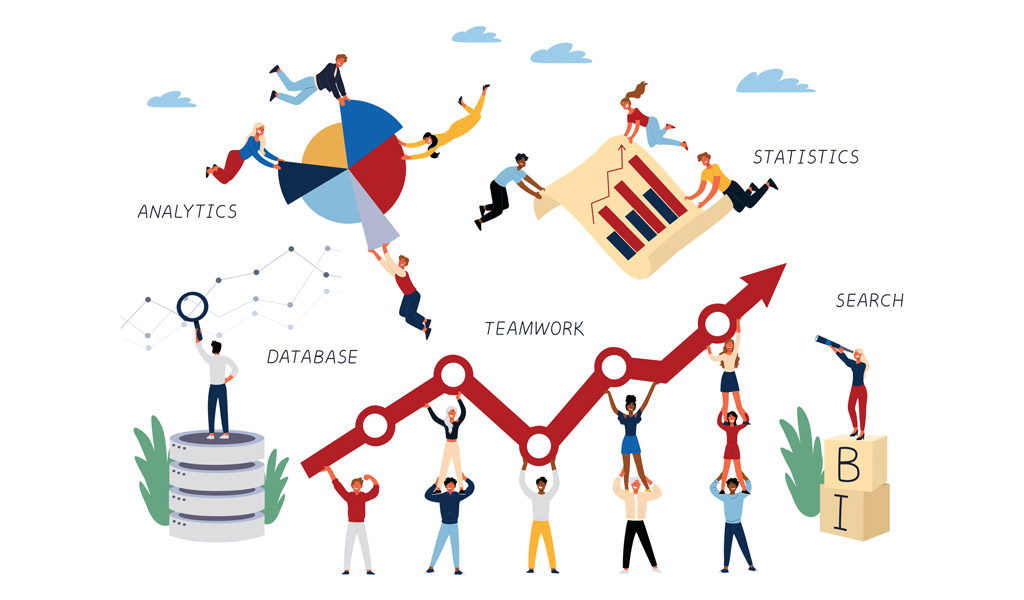 STATISTICS
ANALYTICS
SEARCH
TEAMWORK
DATABASE
B
I